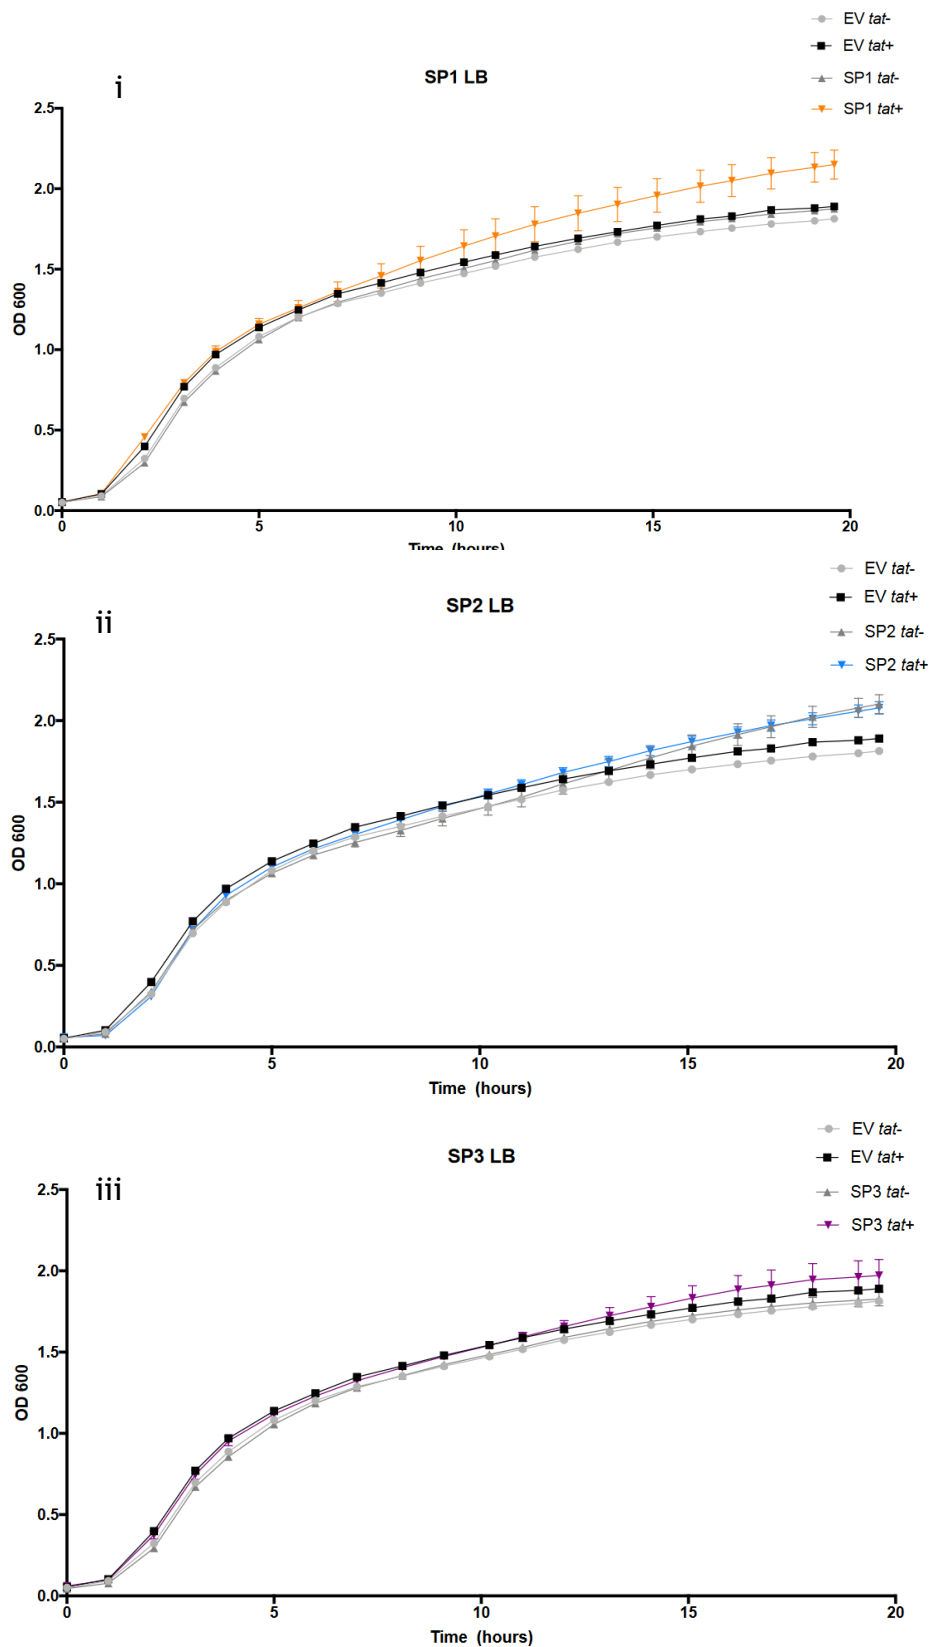 EV tat-
EV tat+
SP1 tat-
SP1 tat+
i
SP1 LB
2.5
2.0
1.5
1.0
0.5
0.0
OD 600
0 5 10 15 20
Time (hours)
EV tat-
EV tat+
SP2 tat-
SP2 tat+
ii
SP2 LB
2.5
2.0
1.5
1.0
0.5
0.0
OD 600
0 5 10 15 20
Time (hours)
EV tat-
EV tat+
SP3 tat-
SP3 tat+
iii
SP3 LB
2.5
2.0
1.5
1.0
0.5
0.0
OD 600
0 5 10 15 20
Time (hours)